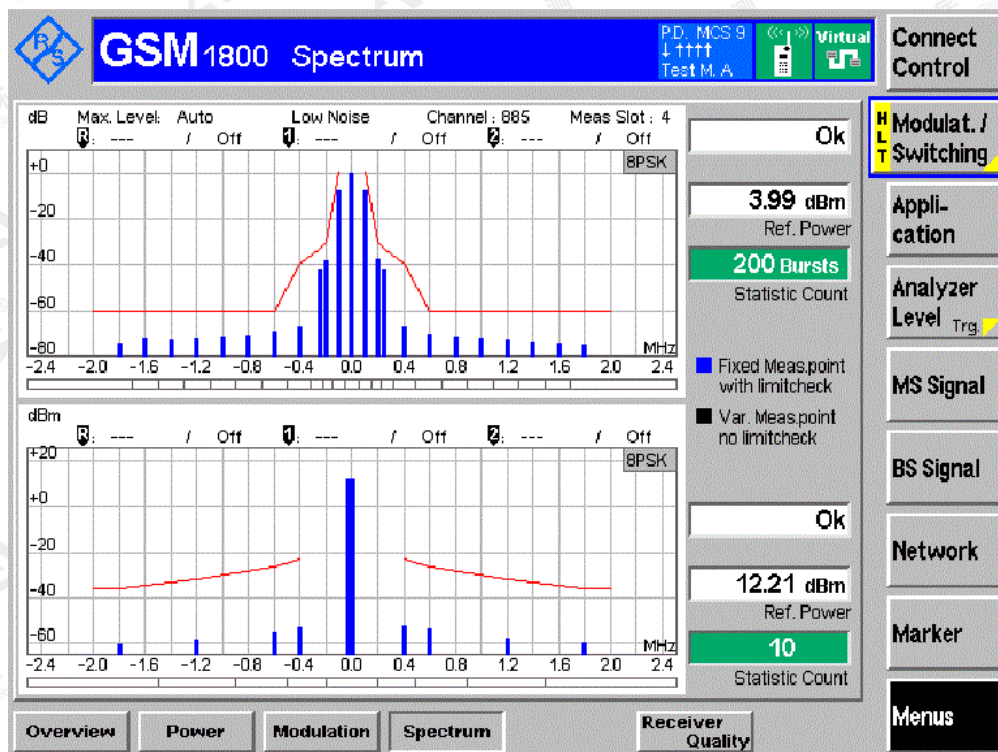 R S
GSM 1800 Spectrum
P.D. MCS 9
↓ ↑↑↑↑
Test M. A
Virtual
Connect
Control
dB Max. Level: Auto Low Noise Channel : 885 Meas Slot : 4
R: --- / Off 1: --- / Off 2: --- / Off
8PSK
+0
-20
-40
-60
-80
MHz
-2.4 -2.0 -1.6 -1.2 -0.8 -0.4 0.0 0.4 0.8 1.2 1.6 2.0 2.4
Ok
3.99 dBm
Ref. Power
200 Bursts
Statistic Count
Fixed Meas.point
with limitcheck
Var. Meas.point
no limitcheck
dBm
R: --- / Off 1: --- / Off 2: --- / Off
8PSK
+20
+0
-20
-40
-60
MHz
-2.4 -2.0 -1.6 -1.2 -0.8 -0.4 0.0 0.4 0.8 1.2 1.6 2.0 2.4
Ok
12.21 dBm
Ref. Power
10
Statistic Count
HLT
Modulat. /
Switching
Appli-
cation
Analyzer
Level Trg.
MS Signal
BS Signal
Network
Marker
Menus
Overview
Power
Modulation
Spectrum
Receiver
Quality